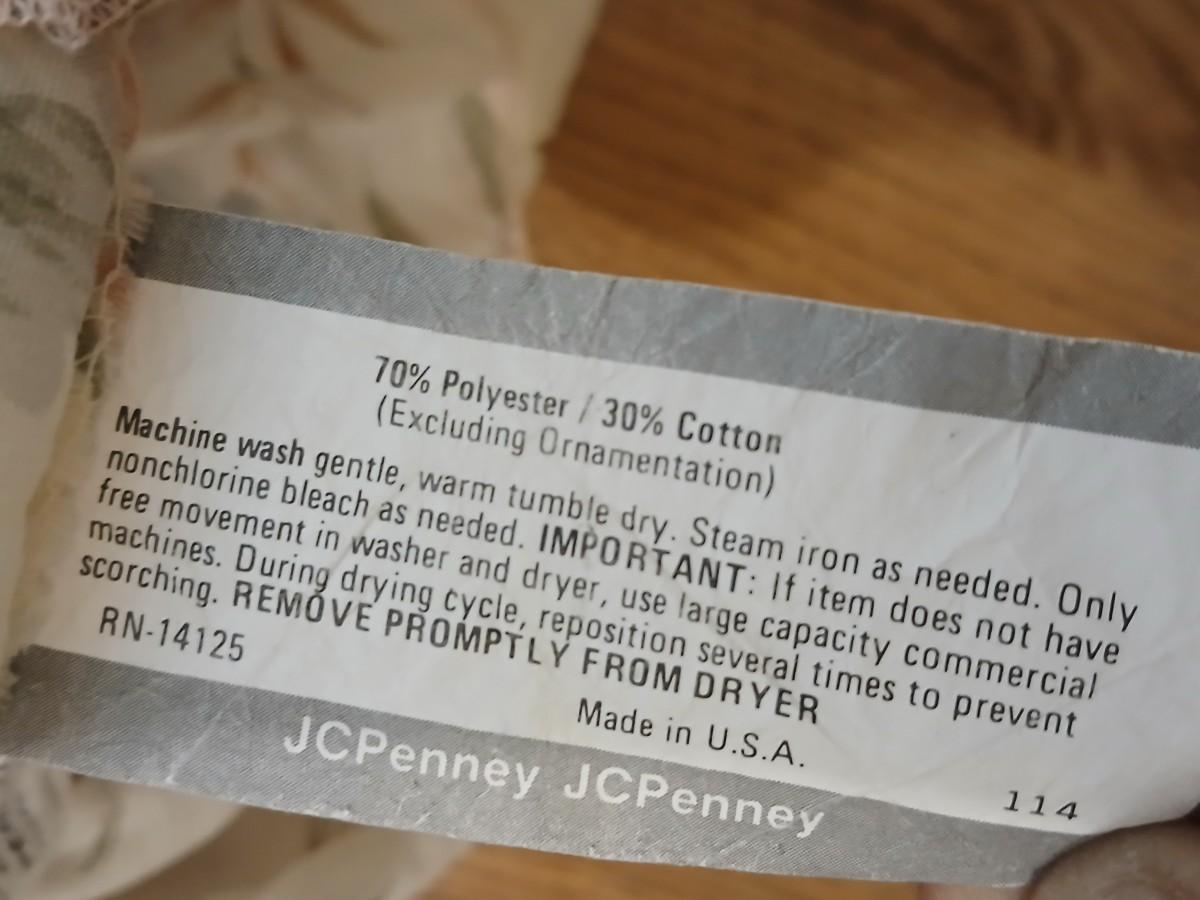 70% Polyester / 30% Cotton
(Excluding Ornamentation)
Machine wash gentle, warm tumble dry. Steam iron as needed. Only
nonchlorine bleach as needed. IMPORTANT: If item does not have
free movement in washer and dryer, use large capacity commercial
machines. During drying cycle, reposition several times to prevent
scorching. REMOVE PROMPTLY FROM DRYER
RN-14125
Made in U.S.A.
114
JCPenney JCPenney